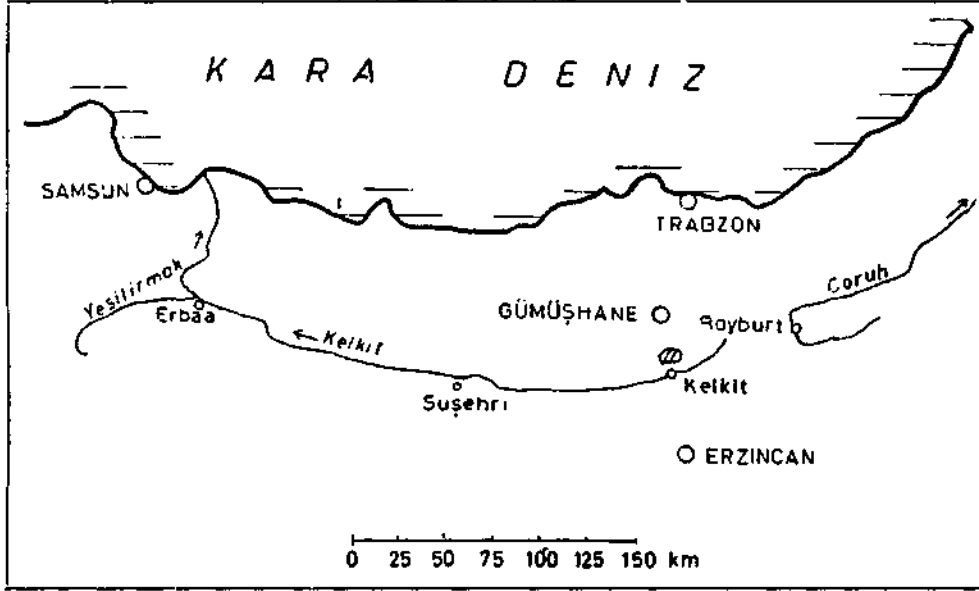 KARA DENIZ
SAMSUN
TRABZON
Yeşilırmak
Erbaa
Kelkit
Suşehri
GÜMÜŞHANE
Bayburt
Çoruh
Kelkit
ERZINCAN
0 25 50 75 100 125 150 km